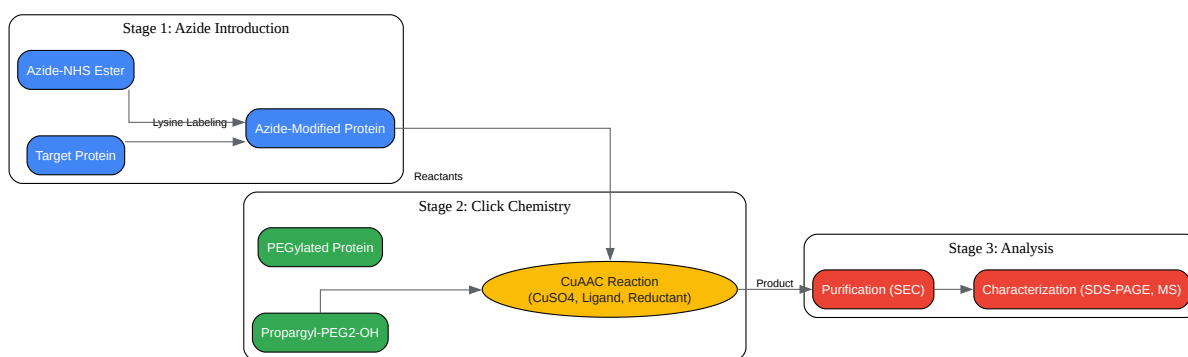 Stage 1: Azide Introduction
Azide-NHS Ester
Lysine Labeling
Azide-Modified Protein
Target Protein
Reactants
Stage 2: Click Chemistry
PEGylated Protein
CuAAC Reaction
(CuSO4, Ligand, Reductant)
Propargyl-PEG2-OH
Product
Stage 3: Analysis
Purification (SEC)
Characterization (SDS-PAGE, MS)